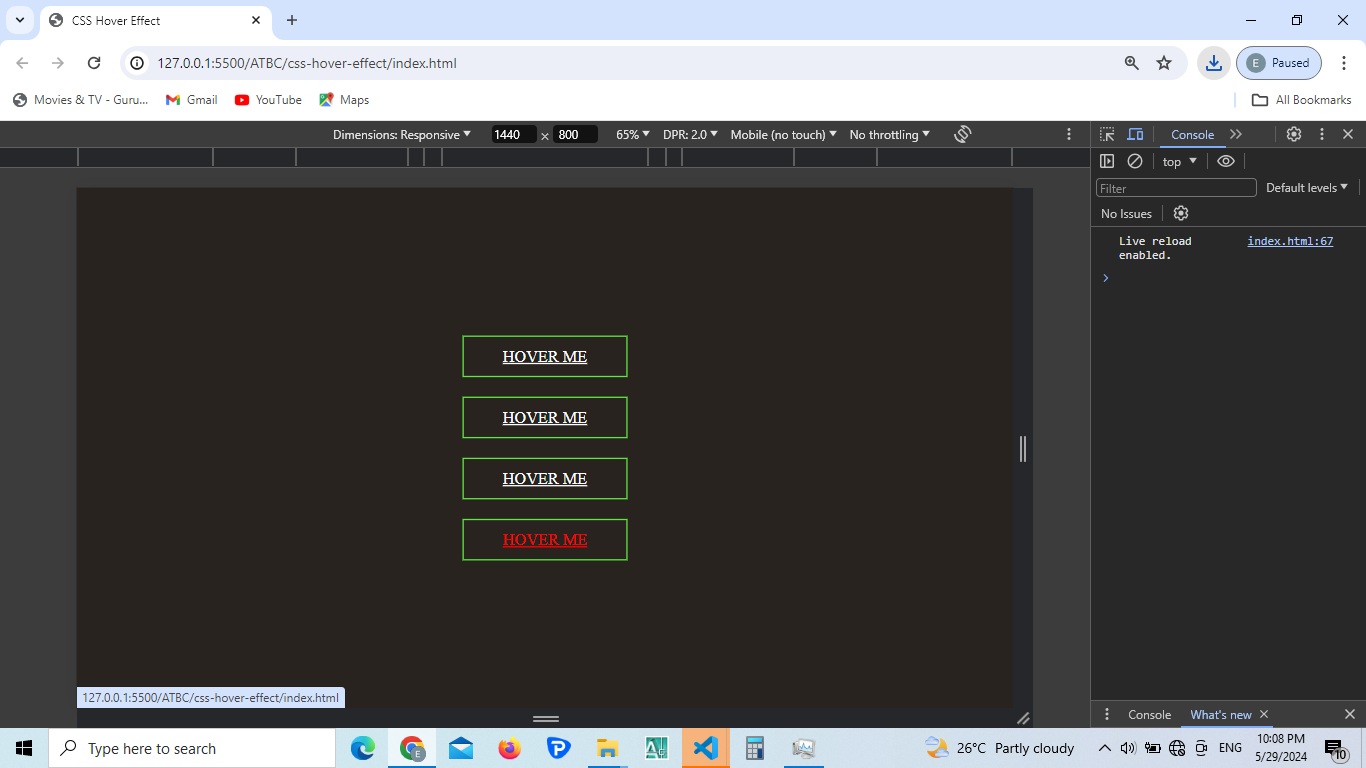 CSS Hover Effect
127.0.0.1:5500/ATBC/css-hover-effect/index.html
E Paused
Movies & TV - Guru...
Gmail
YouTube
Maps
All Bookmarks
Dimensions: Responsive
1440 × 800
65%
DPR: 2.0
Mobile (no touch)
No throttling
Console
top
Filter
Default levels
No Issues
Live reload
enabled.
index.html:67
HOVER ME
HOVER ME
HOVER ME
HOVER ME
127.0.0.1:5500/ATBC/css-hover-effect/index.html
Console
What's new
Type here to search
26°C Partly cloudy
ENG
10:08 PM
5/29/2024
10